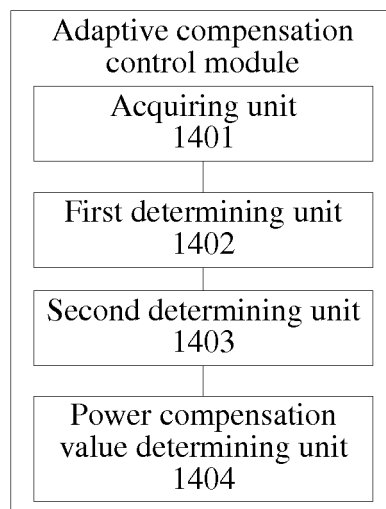 Adaptive compensation
control module
Acquiring unit
1401
First determining unit
1402
Second determining unit
1403
Power compensation
value determining unit
1404